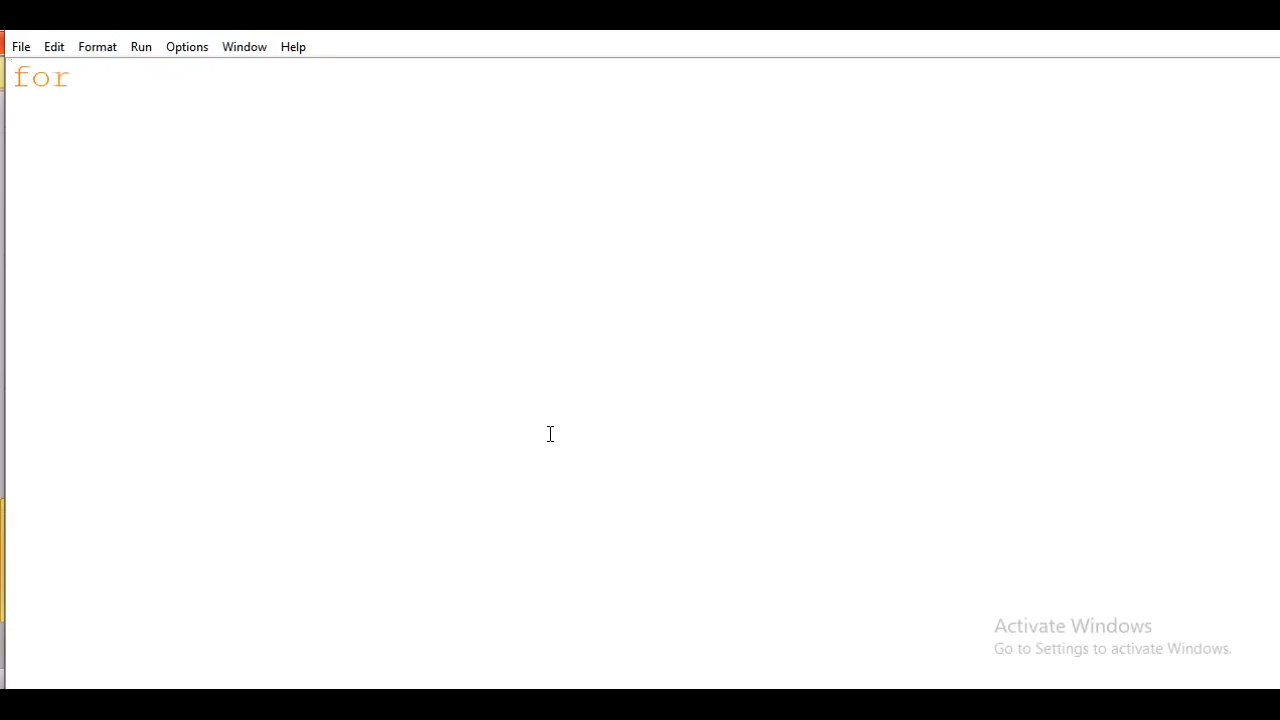 File Edit Format Run Options Window Help
for
Activate Windows
Go to Settings to activate Windows.